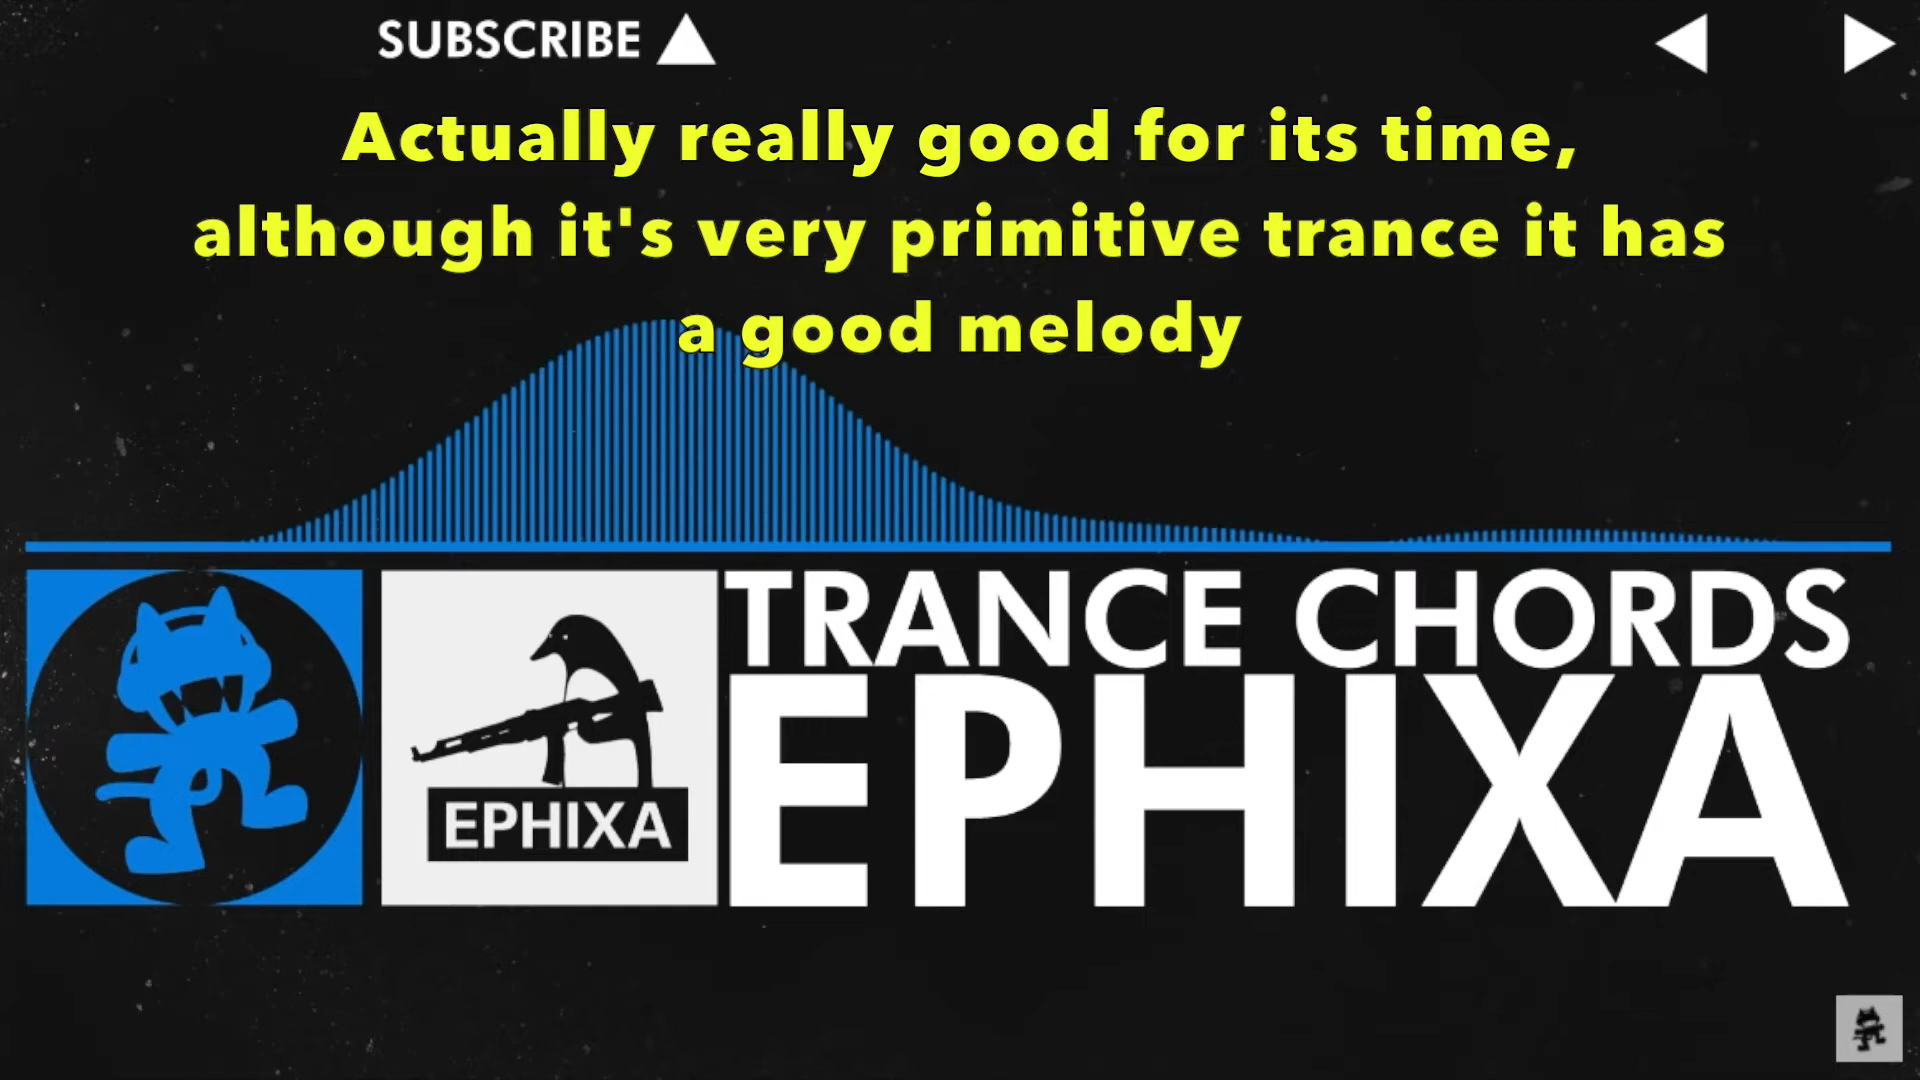 SUBSCRIBE
Actually really good for its time,
although it's very primitive trance it has
a good melody
TRANCE CHORDS
EPHIXA
EPHIXA